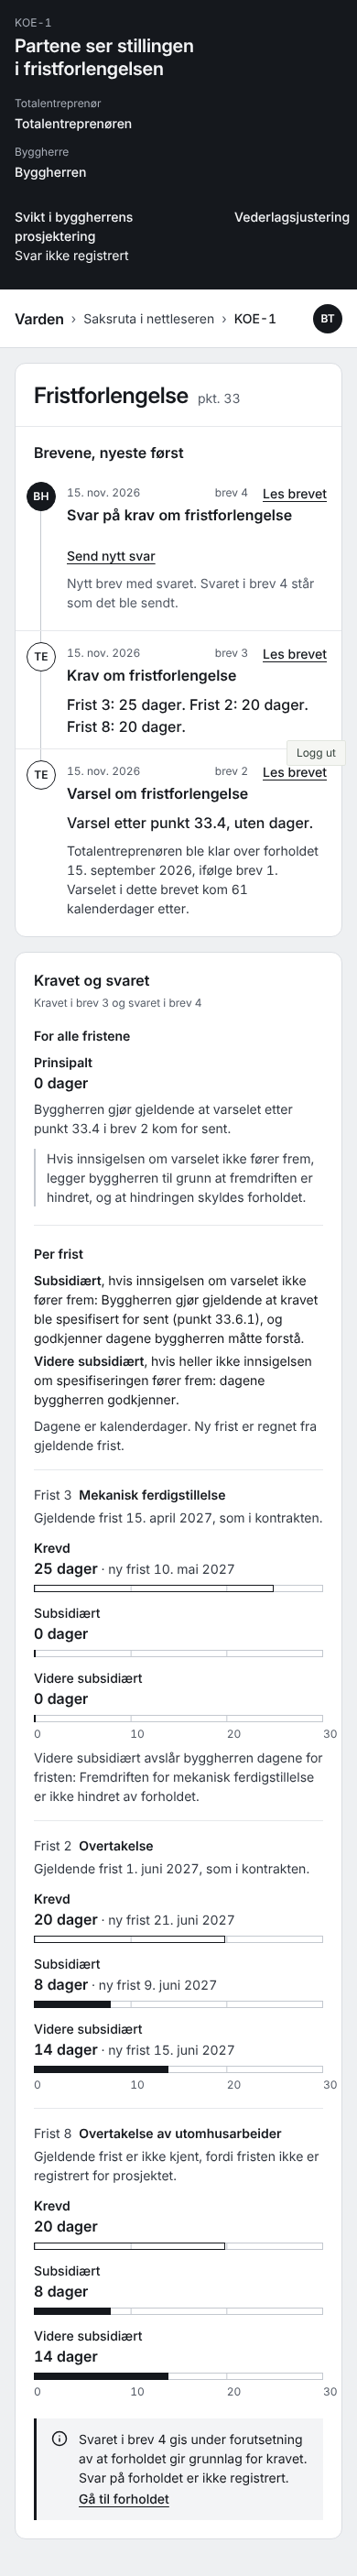 KOE-1
Partene ser stillingen
i fristforlengelsen
Totalentreprenør
Totalentreprenøren
Byggherre
Byggherren
Svikt i byggherrens
prosjektering
Svar ikke registrert
Vederlagsjustering
Varden › Saksruta i nettleseren › KOE-1
BT
Fristforlengelse pkt. 33
Brevene, nyeste først
BH
15. nov. 2026 brev 4 Les brevet
Svar på krav om fristforlengelse
Send nytt svar
Nytt brev med svaret. Svaret i brev 4 står
som det ble sendt.
TE
15. nov. 2026 brev 3 Les brevet
Krav om fristforlengelse
Frist 3: 25 dager. Frist 2: 20 dager.
Frist 8: 20 dager.
Logg ut
TE
15. nov. 2026 brev 2 Les brevet
Varsel om fristforlengelse
Varsel etter punkt 33.4, uten dager.
Totalentreprenøren ble klar over forholdet
15. september 2026, ifølge brev 1.
Varselet i dette brevet kom 61
kalenderdager etter.
Kravet og svaret
Kravet i brev 3 og svaret i brev 4
For alle fristene
Prinsipalt
0 dager
Byggherren gjør gjeldende at varselet etter
punkt 33.4 i brev 2 kom for sent.
Hvis innsigelsen om varselet ikke fører frem,
legger byggherren til grunn at fremdriften er
hindret, og at hindringen skyldes forholdet.
Per frist
Subsidiært, hvis innsigelsen om varselet ikke
fører frem: Byggherren gjør gjeldende at kravet
ble spesifisert for sent (punkt 33.6.1), og
godkjenner dagene byggherren måtte forstå.
Videre subsidiært, hvis heller ikke innsigelsen
om spesifiseringen fører frem: dagene
byggherren godkjenner.
Dagene er kalenderdager. Ny frist er regnet fra
gjeldende frist.
Frist 3 Mekanisk ferdigstillelse
Gjeldende frist 15. april 2027, som i kontrakten.
Krevd
25 dager · ny frist 10. mai 2027
Subsidiært
0 dager
Videre subsidiært
0 dager
0 10 20 30
Videre subsidiært avslår byggherren dagene for
fristen: Fremdriften for mekanisk ferdigstillelse
er ikke hindret av forholdet.
Frist 2 Overtakelse
Gjeldende frist 1. juni 2027, som i kontrakten.
Krevd
20 dager · ny frist 21. juni 2027
Subsidiært
8 dager · ny frist 9. juni 2027
Videre subsidiært
14 dager · ny frist 15. juni 2027
0 10 20 30
Frist 8 Overtakelse av utomhusarbeider
Gjeldende frist er ikke kjent, fordi fristen ikke er
registrert for prosjektet.
Krevd
20 dager
Subsidiært
8 dager
Videre subsidiært
14 dager
0 10 20 30
Svaret i brev 4 gis under forutsetning
av at forholdet gir grunnlag for kravet.
Svar på forholdet er ikke registrert.
Gå til forholdet